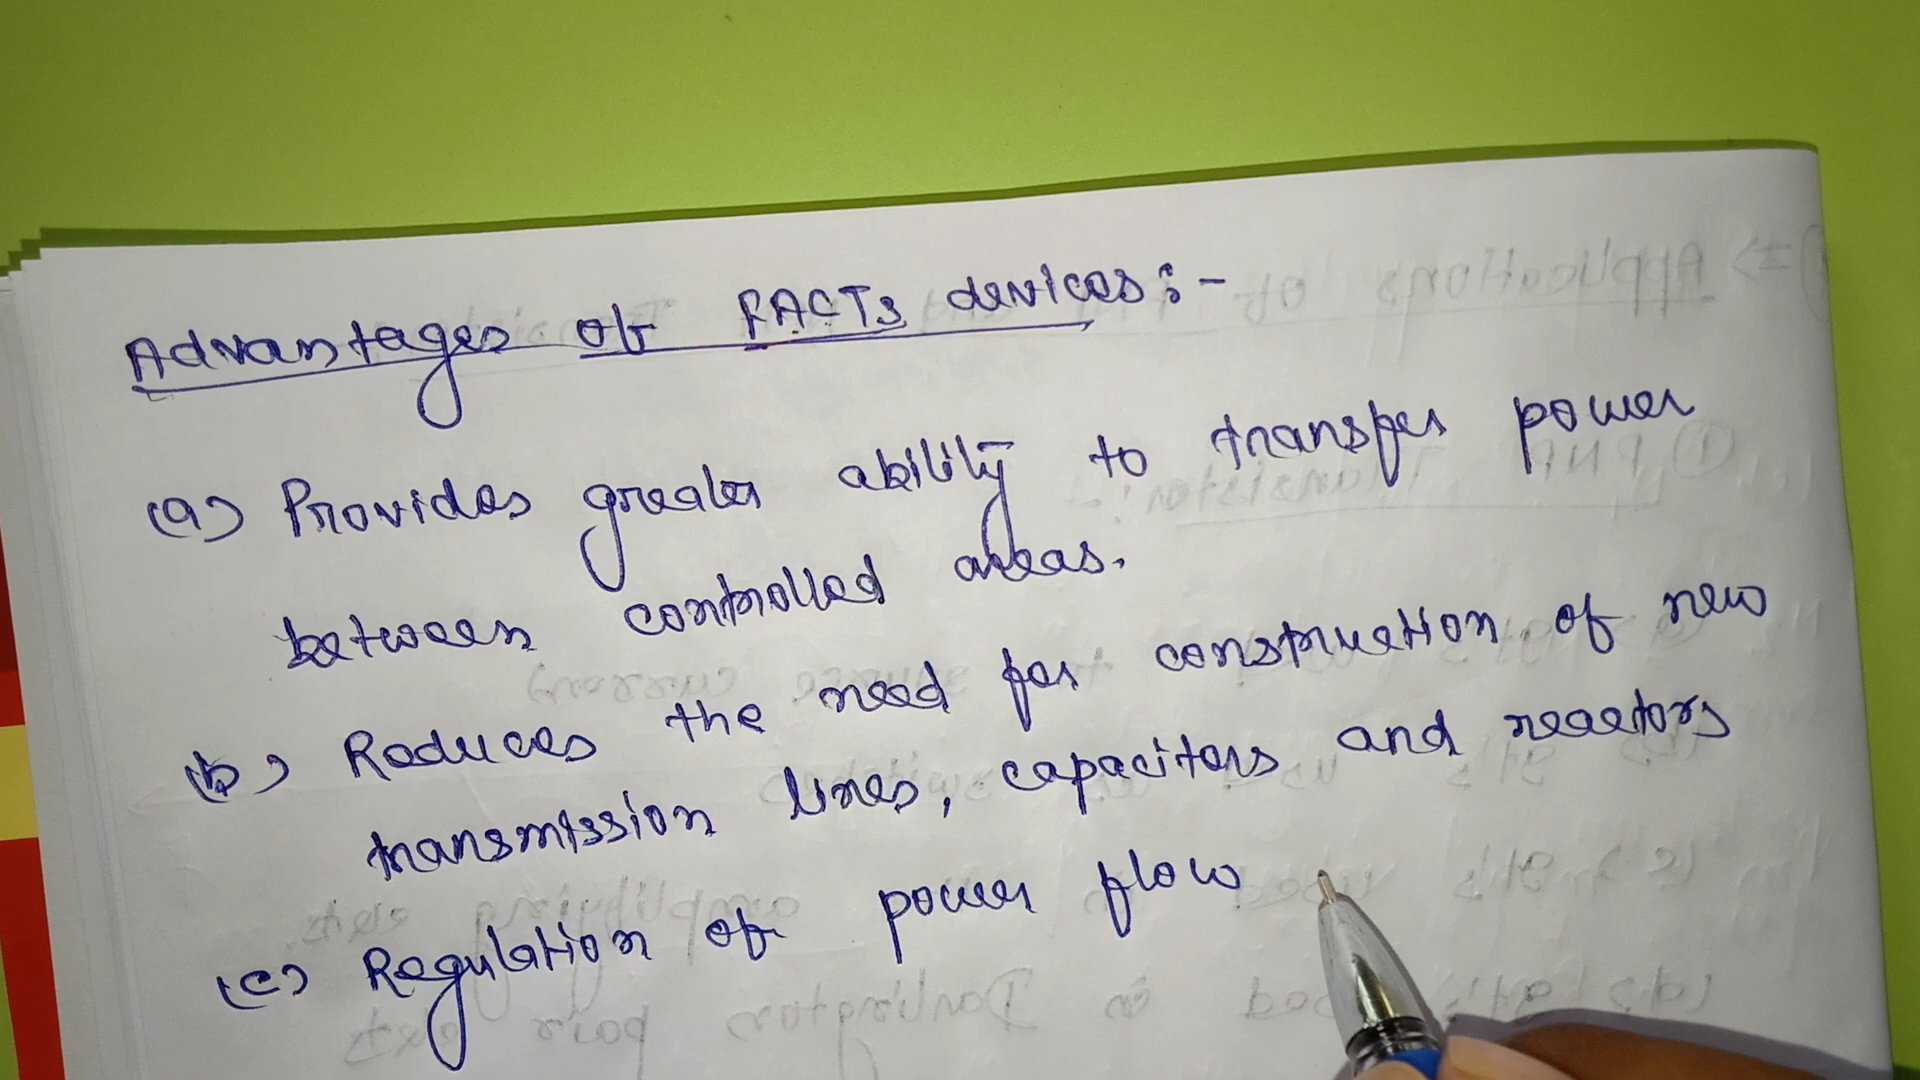 Advantages of FACTs devices :-
(a) Provides greater ability to transfer power
between controlled areas.
(b) Reduces the need for construction of new
transmission lines, capacitors and reactors
(c) Regulation of power flow